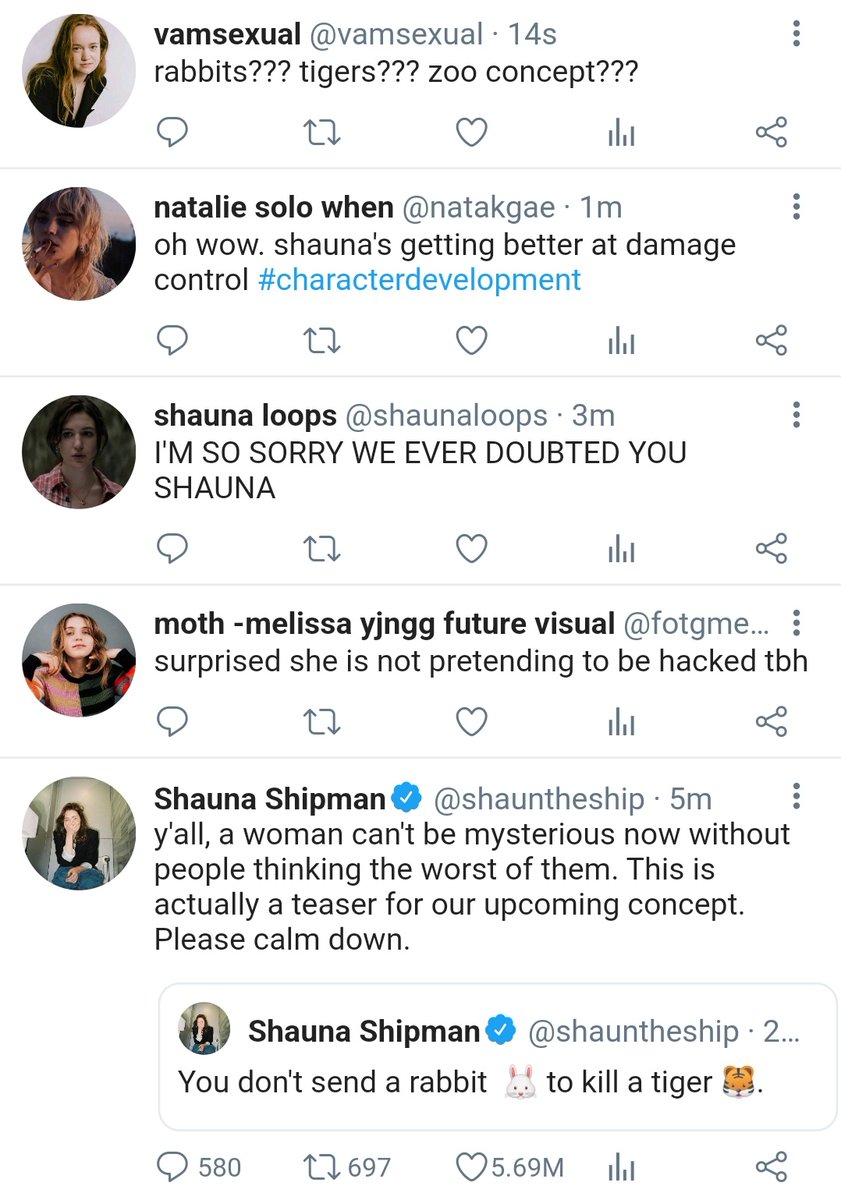 vamsexual @vamsexual · 14s
rabbits??? tigers??? zoo concept???
natalie solo when @natakgae · 1m
oh wow. shauna's getting better at damage
control #characterdevelopment
shauna loops @shaunaloops · 3m
I'M SO SORRY WE EVER DOUBTED YOU
SHAUNA
moth -melissa yjngg future visual @fotgme...
surprised she is not pretending to be hacked tbh
Shauna Shipman @shauntheship · 5m
y'all, a woman can't be mysterious now without
people thinking the worst of them. This is
actually a teaser for our upcoming concept.
Please calm down.
Shauna Shipman @shauntheship · 2...
You don't send a rabbit 🐰 to kill a tiger 🐯.
580 697 5.69M